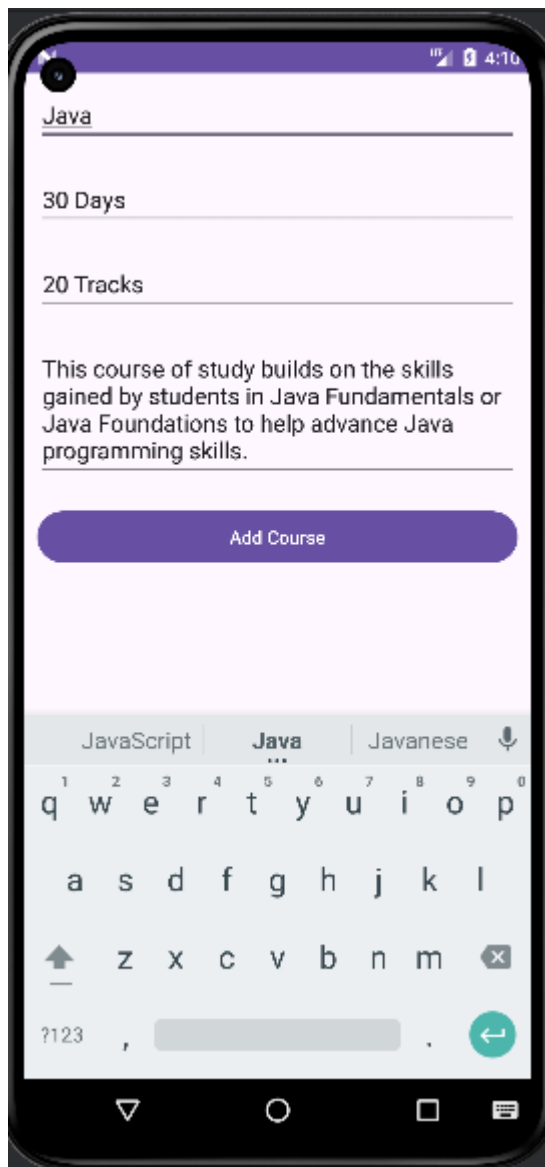 4:10
Java
30 Days
20 Tracks
This course of study builds on the skills
gained by students in Java Fundamentals or
Java Foundations to help advance Java
programming skills.
Add Course
JavaScript Java Javanese
1 2 3 4 5 6 7 8 9 0
q w e r t y u i o p
a s d f g h j k l
z x c v b n m
?123 , .